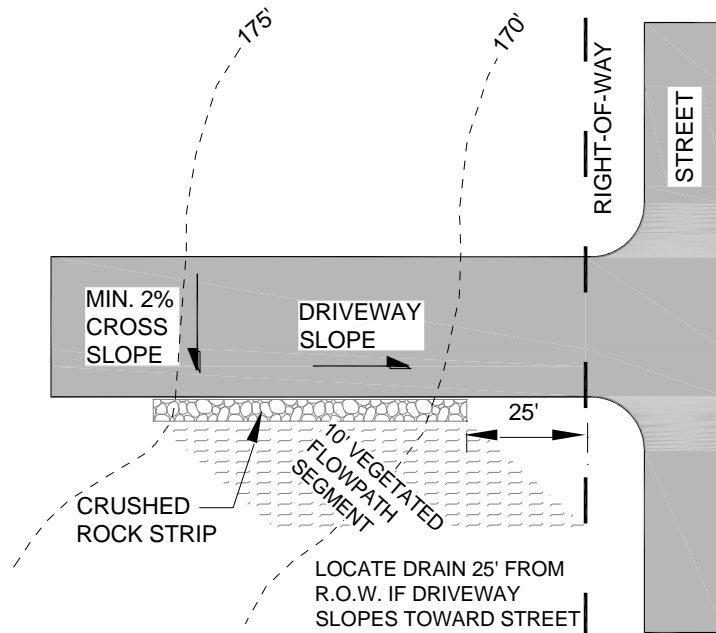 175'
170'
RIGHT-OF-WAY
STREET
MIN. 2%
CROSS
SLOPE
DRIVEWAY
SLOPE
25'
10' VEGETATED
FLOWPATH
SEGMENT
CRUSHED
ROCK STRIP
LOCATE DRAIN 25' FROM
R.O.W. IF DRIVEWAY
SLOPES TOWARD STREET